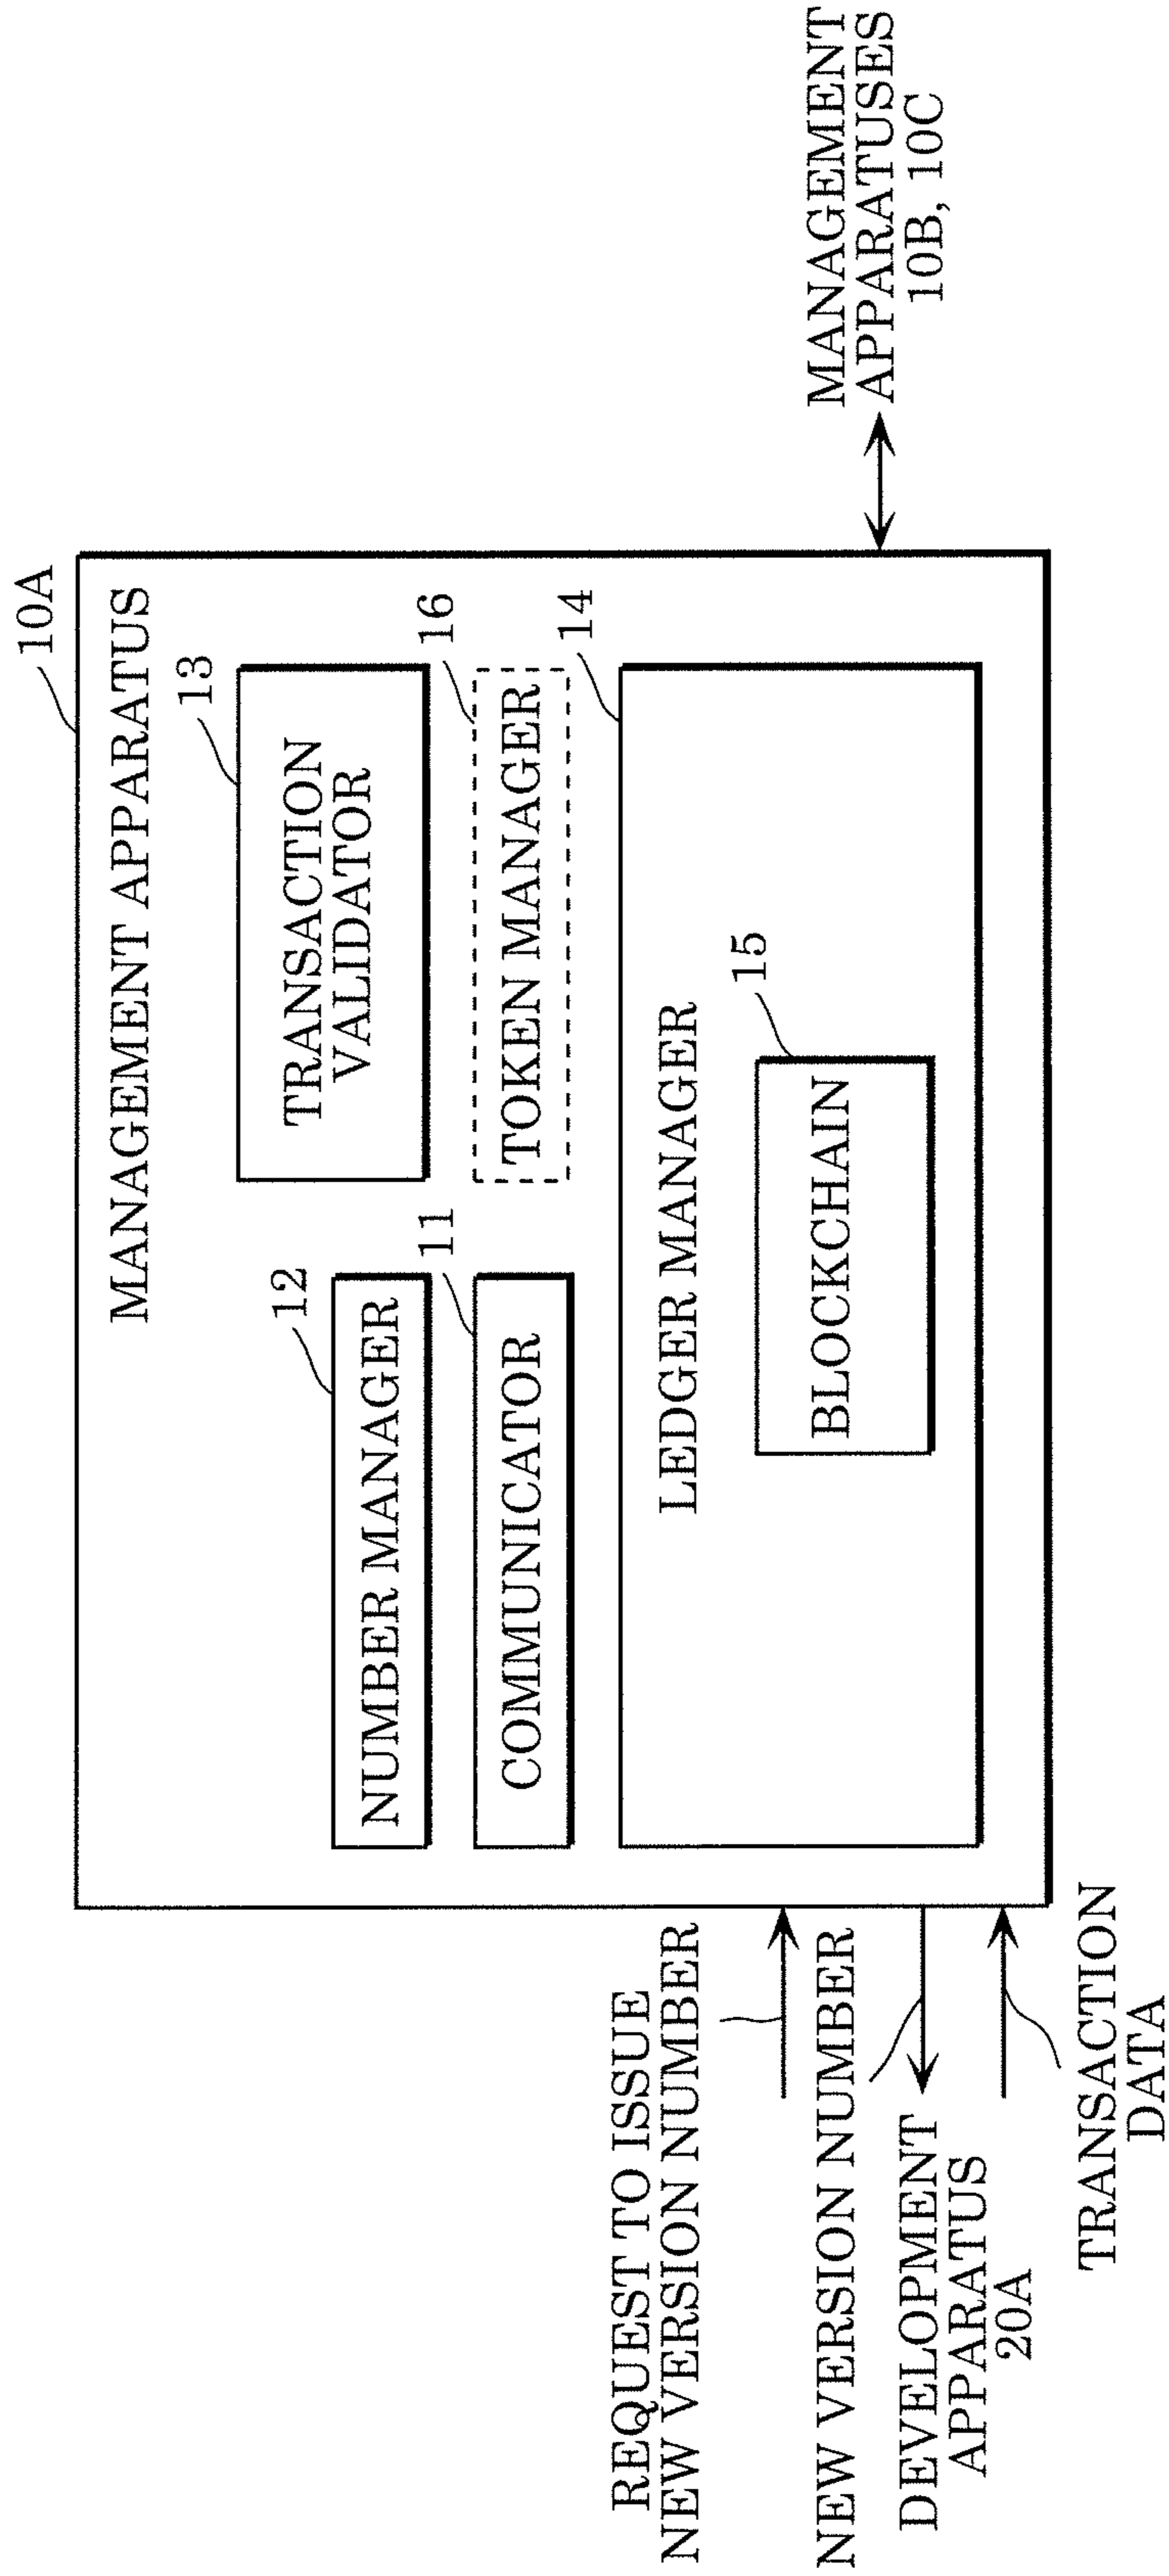 10A
MANAGEMENT APPARATUS
12
NUMBER MANAGER
13
TRANSACTION
VALIDATOR
11
COMMUNICATOR
16
TOKEN MANAGER
14
LEDGER MANAGER
15
BLOCKCHAIN
REQUEST TO ISSUE
NEW VERSION NUMBER
NEW VERSION NUMBER
DEVELOPMENT
APPARATUS
20A
TRANSACTION
DATA
MANAGEMENT
APPARATUSES
10B, 10C